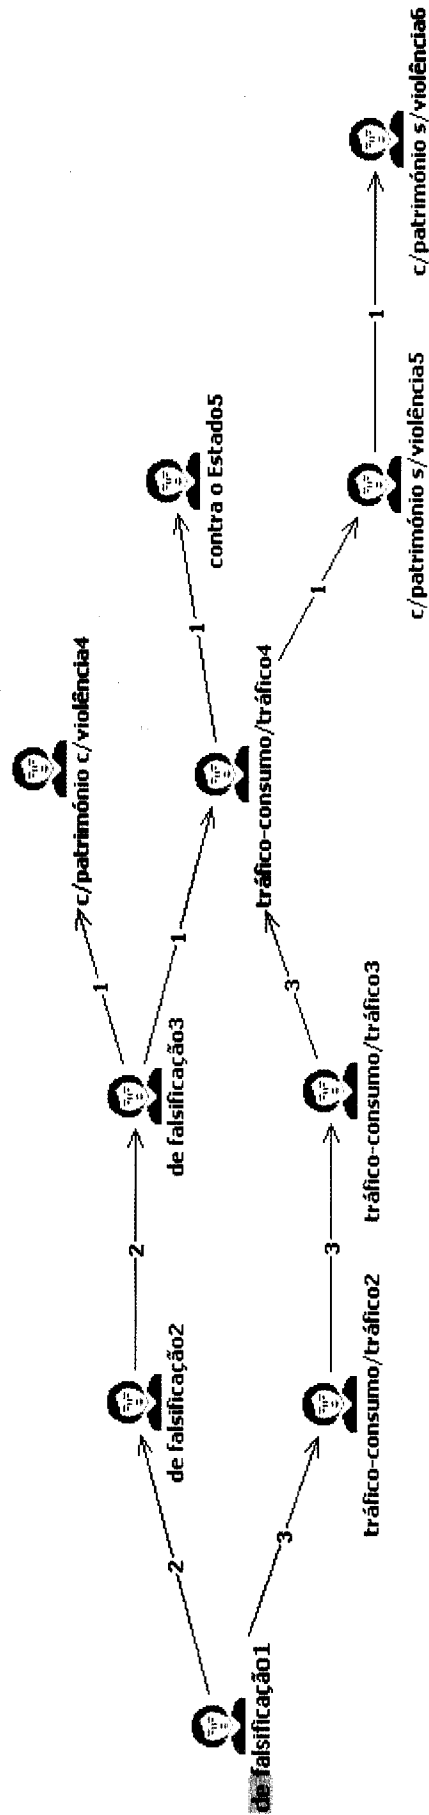 de falsificação1
2
3
de falsificação2
tráfico-consumo/tráfico2
2
3
de falsificação3
tráfico-consumo/tráfico3
1
1
3
c/património c/violência4
tráfico-consumo/tráfico4
1
1
contra o Estado5
c/património s/violência5
1
c/património s/violência6